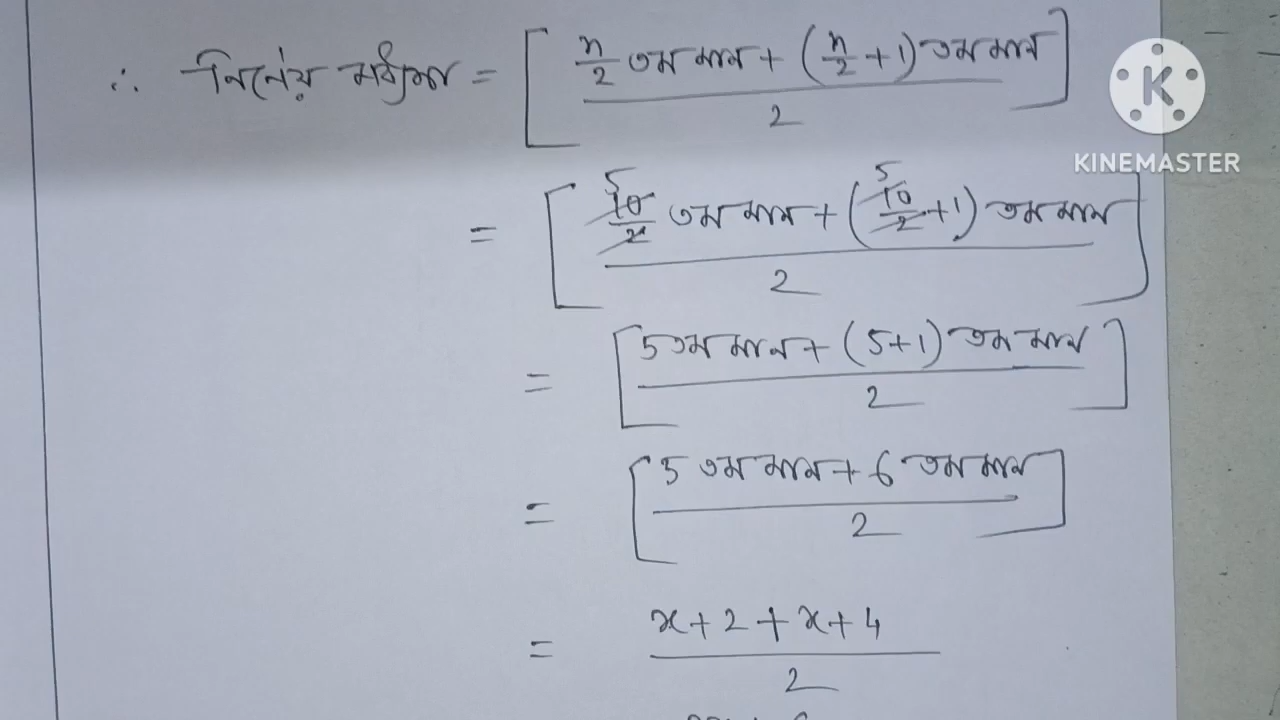 ∴ নির্নেয় মধ্যমা = [ (n/2 তম মান + (n/2 + 1) তম মান) / 2 ]
KINEMASTER
= [ (10/2 তম মান + (10/2 + 1) তম মান) / 2 ]
= [ (5 তম মান + (5+1) তম মান) / 2 ]
= [ (5 তম মান + 6 তম মান) / 2 ]
= (x + 2 + x + 4) / 2